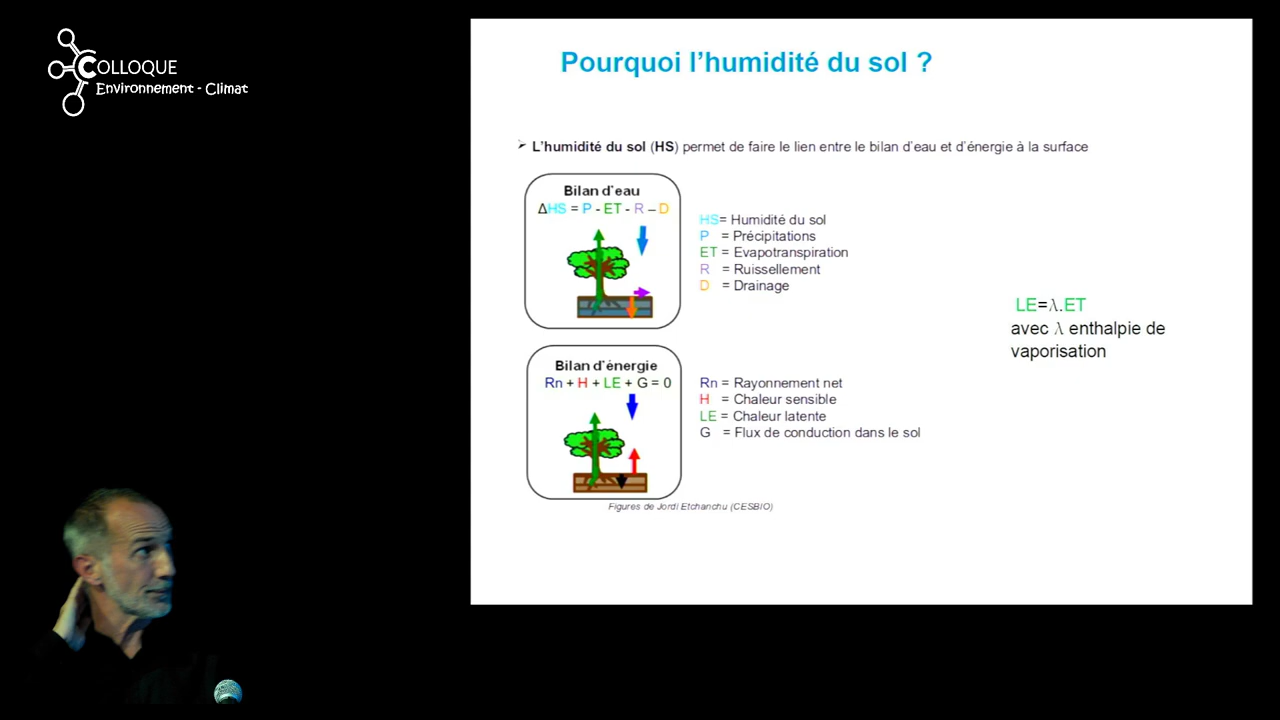 COLLOQUE
Environnement - Climat
Pourquoi l'humidité du sol ?
➢ L'humidité du sol (HS) permet de faire le lien entre le bilan d'eau et d'énergie à la surface
Bilan d'eau
ΔHS = P - ET - R – D
HS= Humidité du sol
P = Précipitations
ET = Evapotranspiration
R = Ruissellement
D = Drainage
LE=λ.ET
avec λ enthalpie de
vaporisation
Bilan d'énergie
Rn + H + LE + G = 0
Rn = Rayonnement net
H = Chaleur sensible
LE = Chaleur latente
G = Flux de conduction dans le sol
Figures de Jordi Etchanchu (CESBIO)